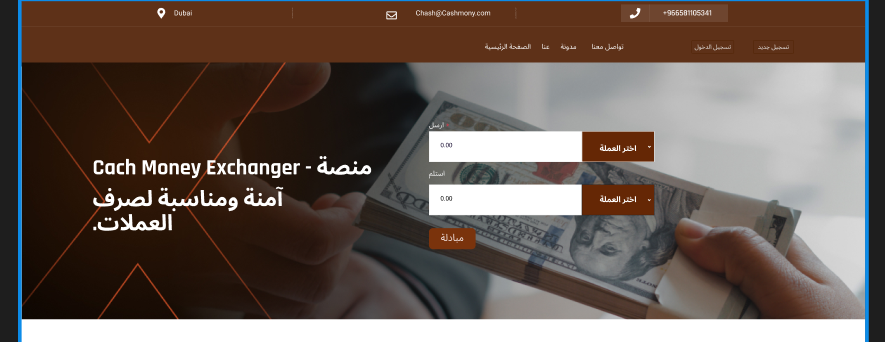 Dubai
Chash@Cashmony.com
+966581105341
الصفحة الرئيسية
عنا
مدونة
تواصل معنا
تسجيل الدخول
تسجيل جديد
Cach Money Exchanger - منصة
آمنة ومناسبة لصرف
العملات.
ارسل
0.00
اختر العملة
استلم
0.00
اختر العملة
مبادلة